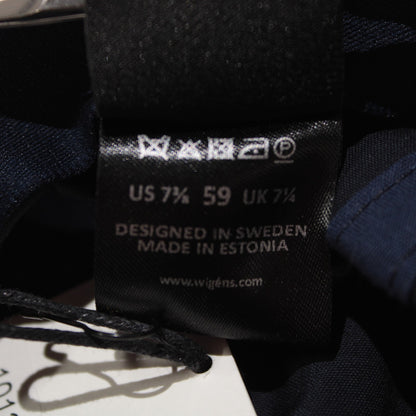 US 7⅜ 59 UK 7¼
DESIGNED IN SWEDEN
MADE IN ESTONIA
www.wigens.com